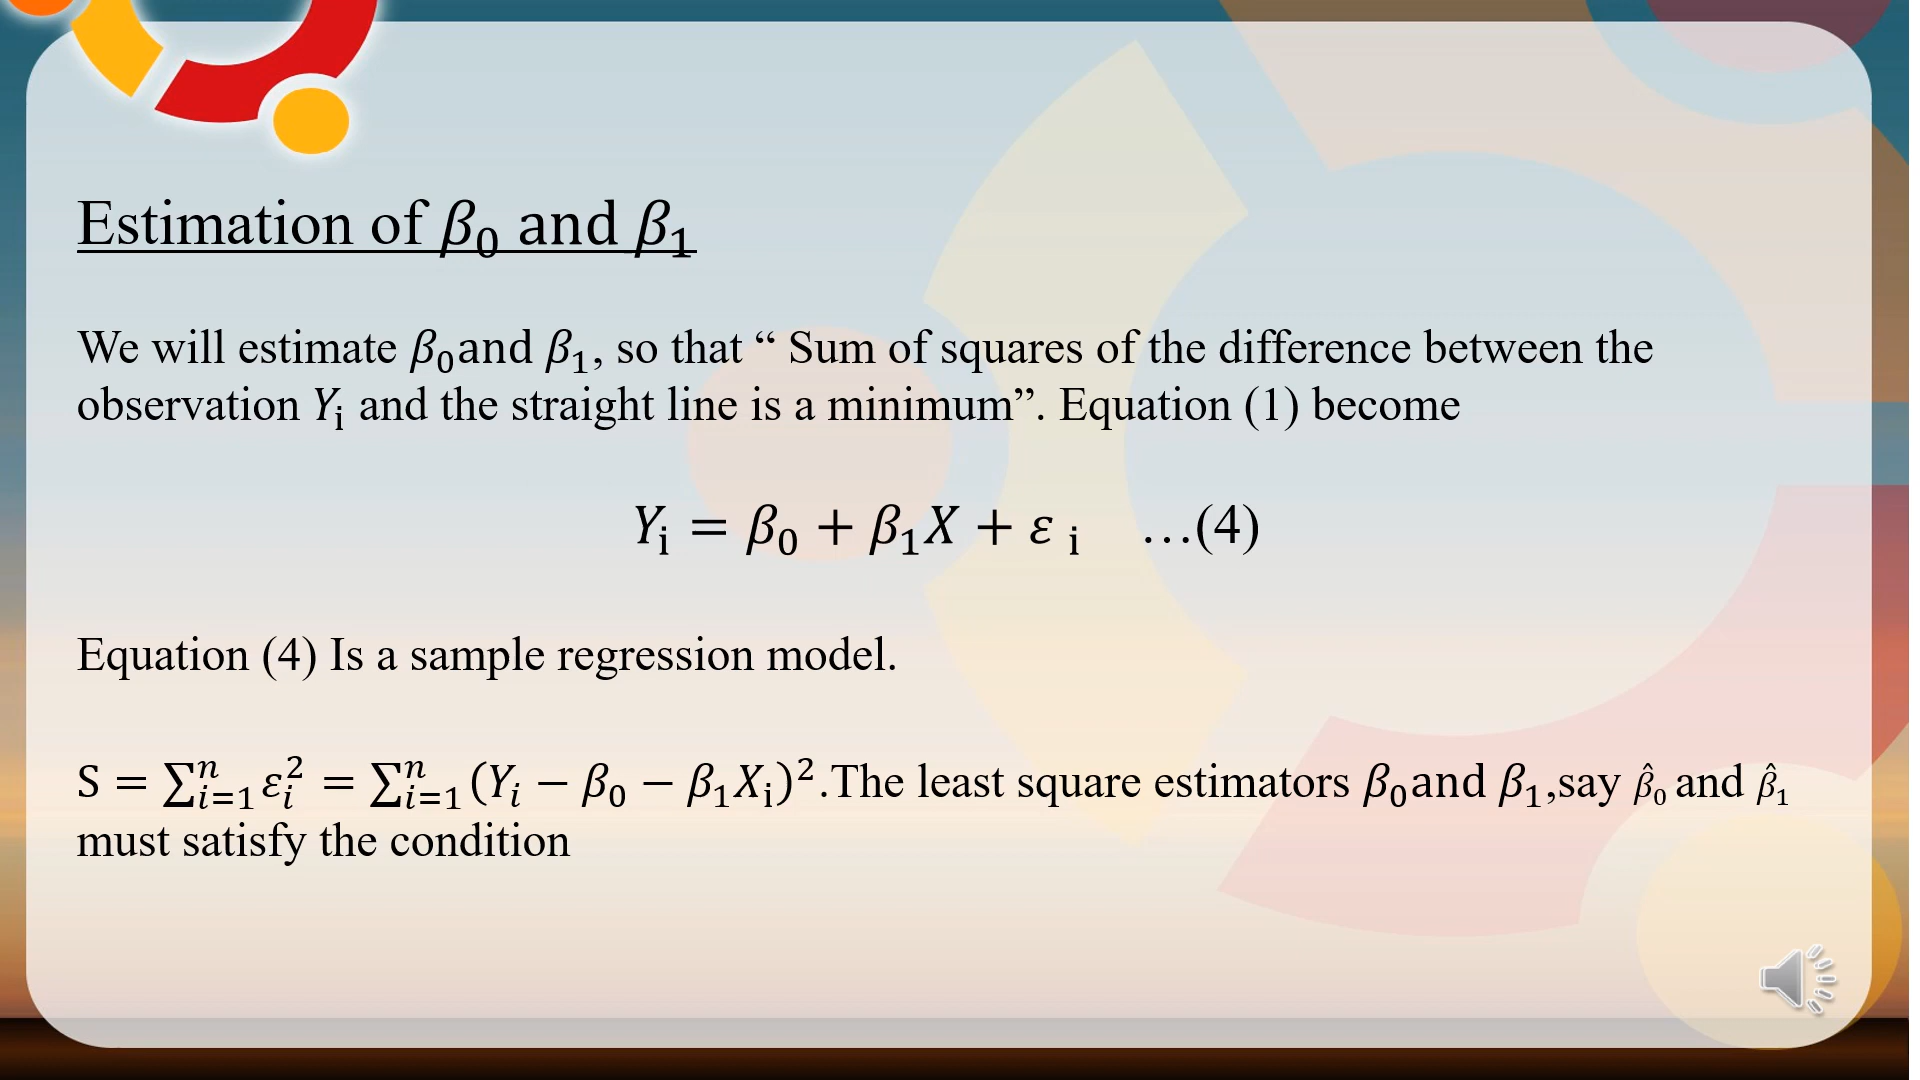 Estimation of 𝛽₀ and 𝛽₁
We will estimate 𝛽₀and 𝛽₁, so that “ Sum of squares of the difference between the
observation 𝑌ᵢ and the straight line is a minimum”. Equation (1) become
𝑌ᵢ = 𝛽₀ + 𝛽₁𝑋 + 𝜀 ᵢ …(4)
Equation (4) Is a sample regression model.
S = ∑ⁿᵢ₌₁ 𝜀ᵢ² = ∑ⁿᵢ₌₁ (𝑌ᵢ − 𝛽₀ − 𝛽₁𝑋ᵢ)².The least square estimators 𝛽₀and 𝛽₁,say 𝛽̂₀ and 𝛽̂₁
must satisfy the condition